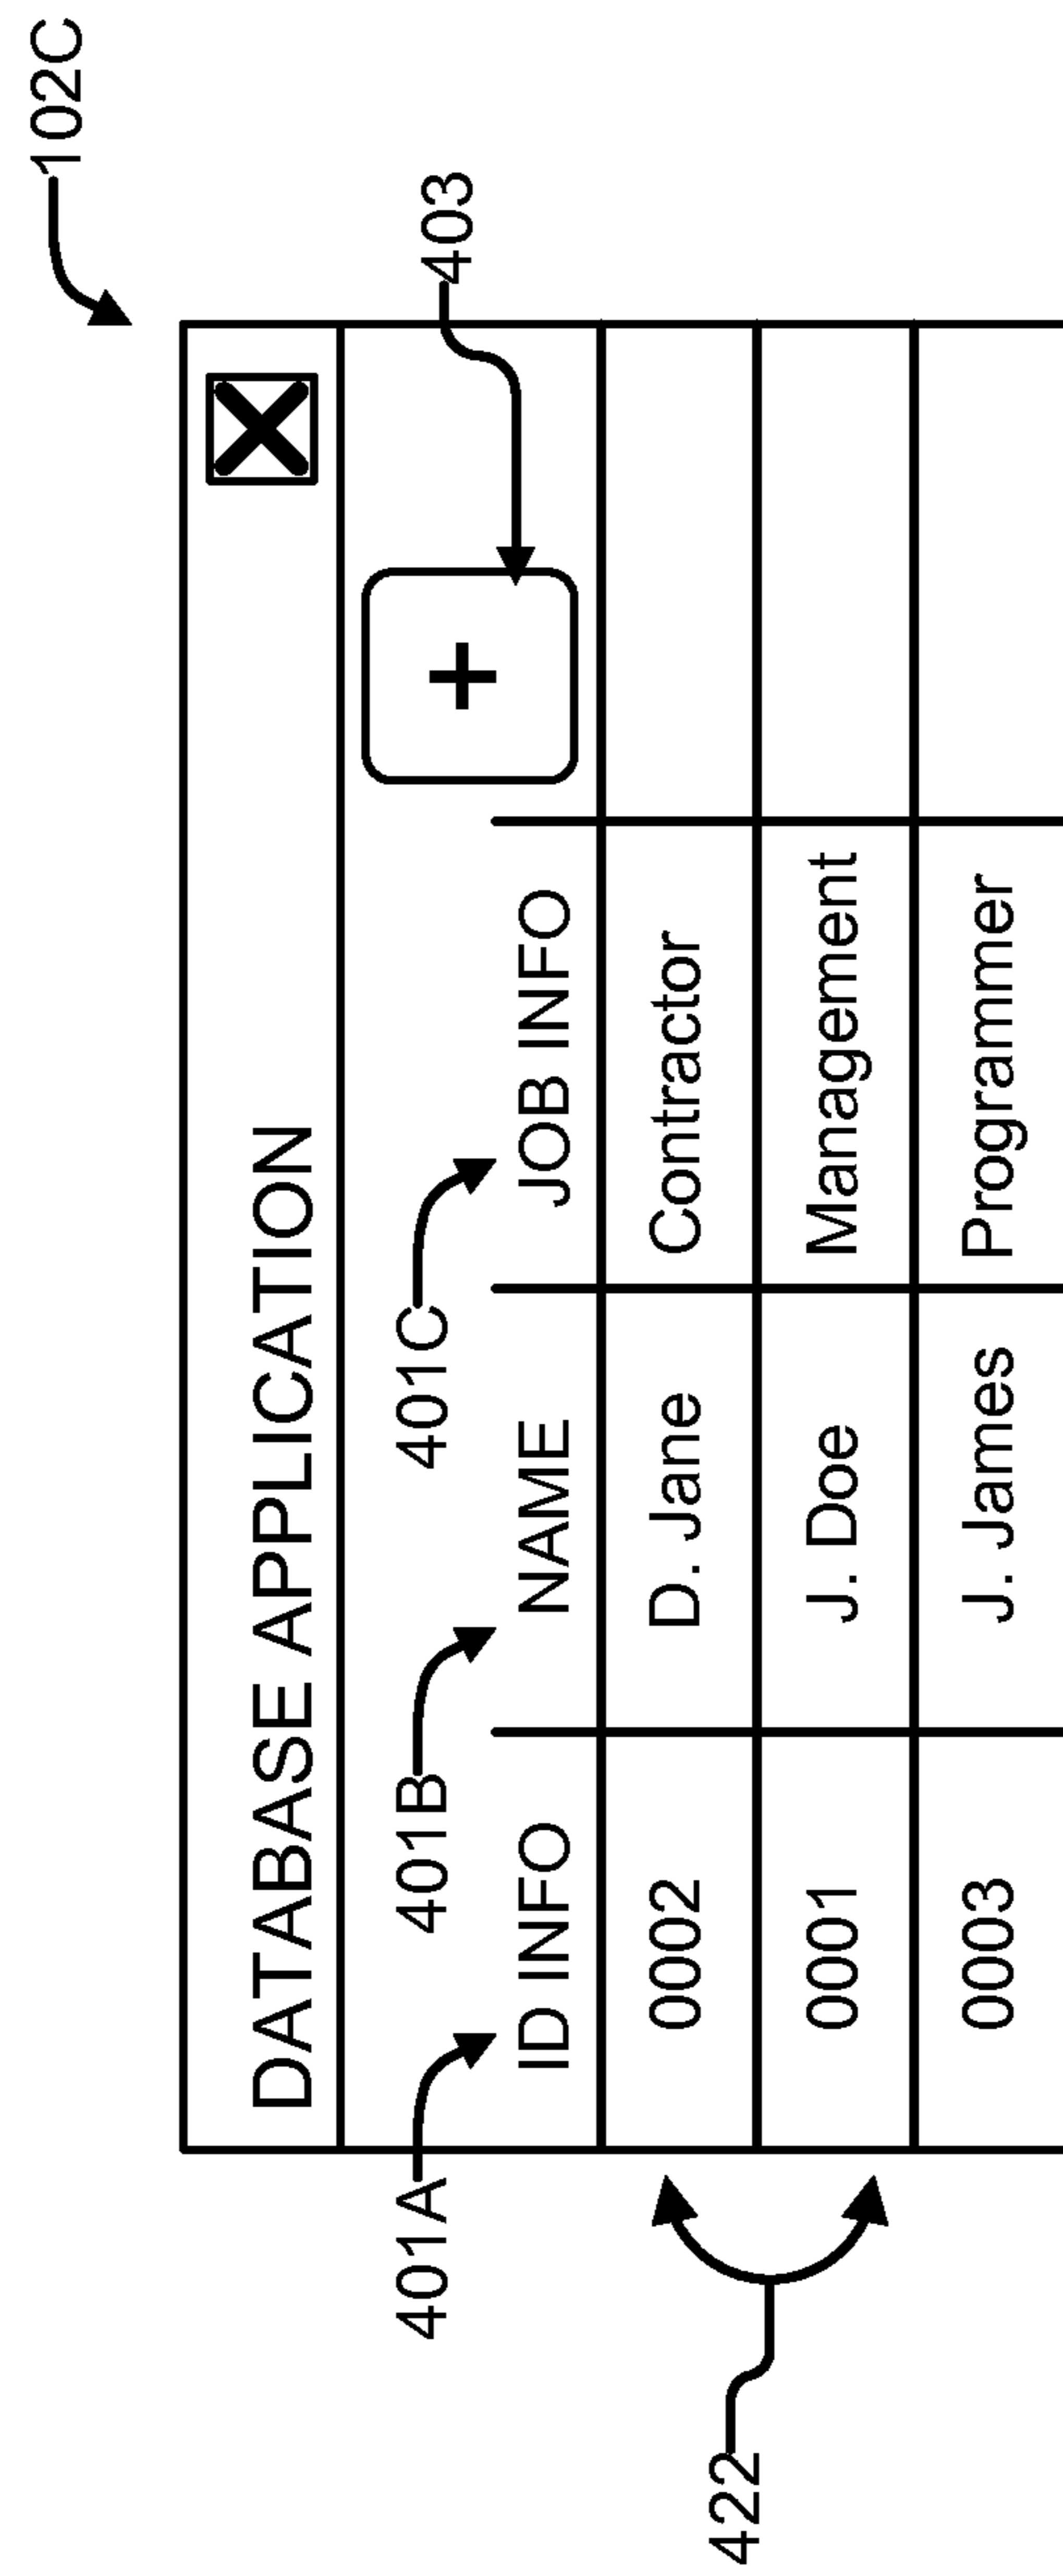 102C
DATABASE APPLICATION
401A 401B 401C + 403
ID INFO NAME JOB INFO
0002 D. Jane Contractor
422
0001 J. Doe Management
0003 J. James Programmer